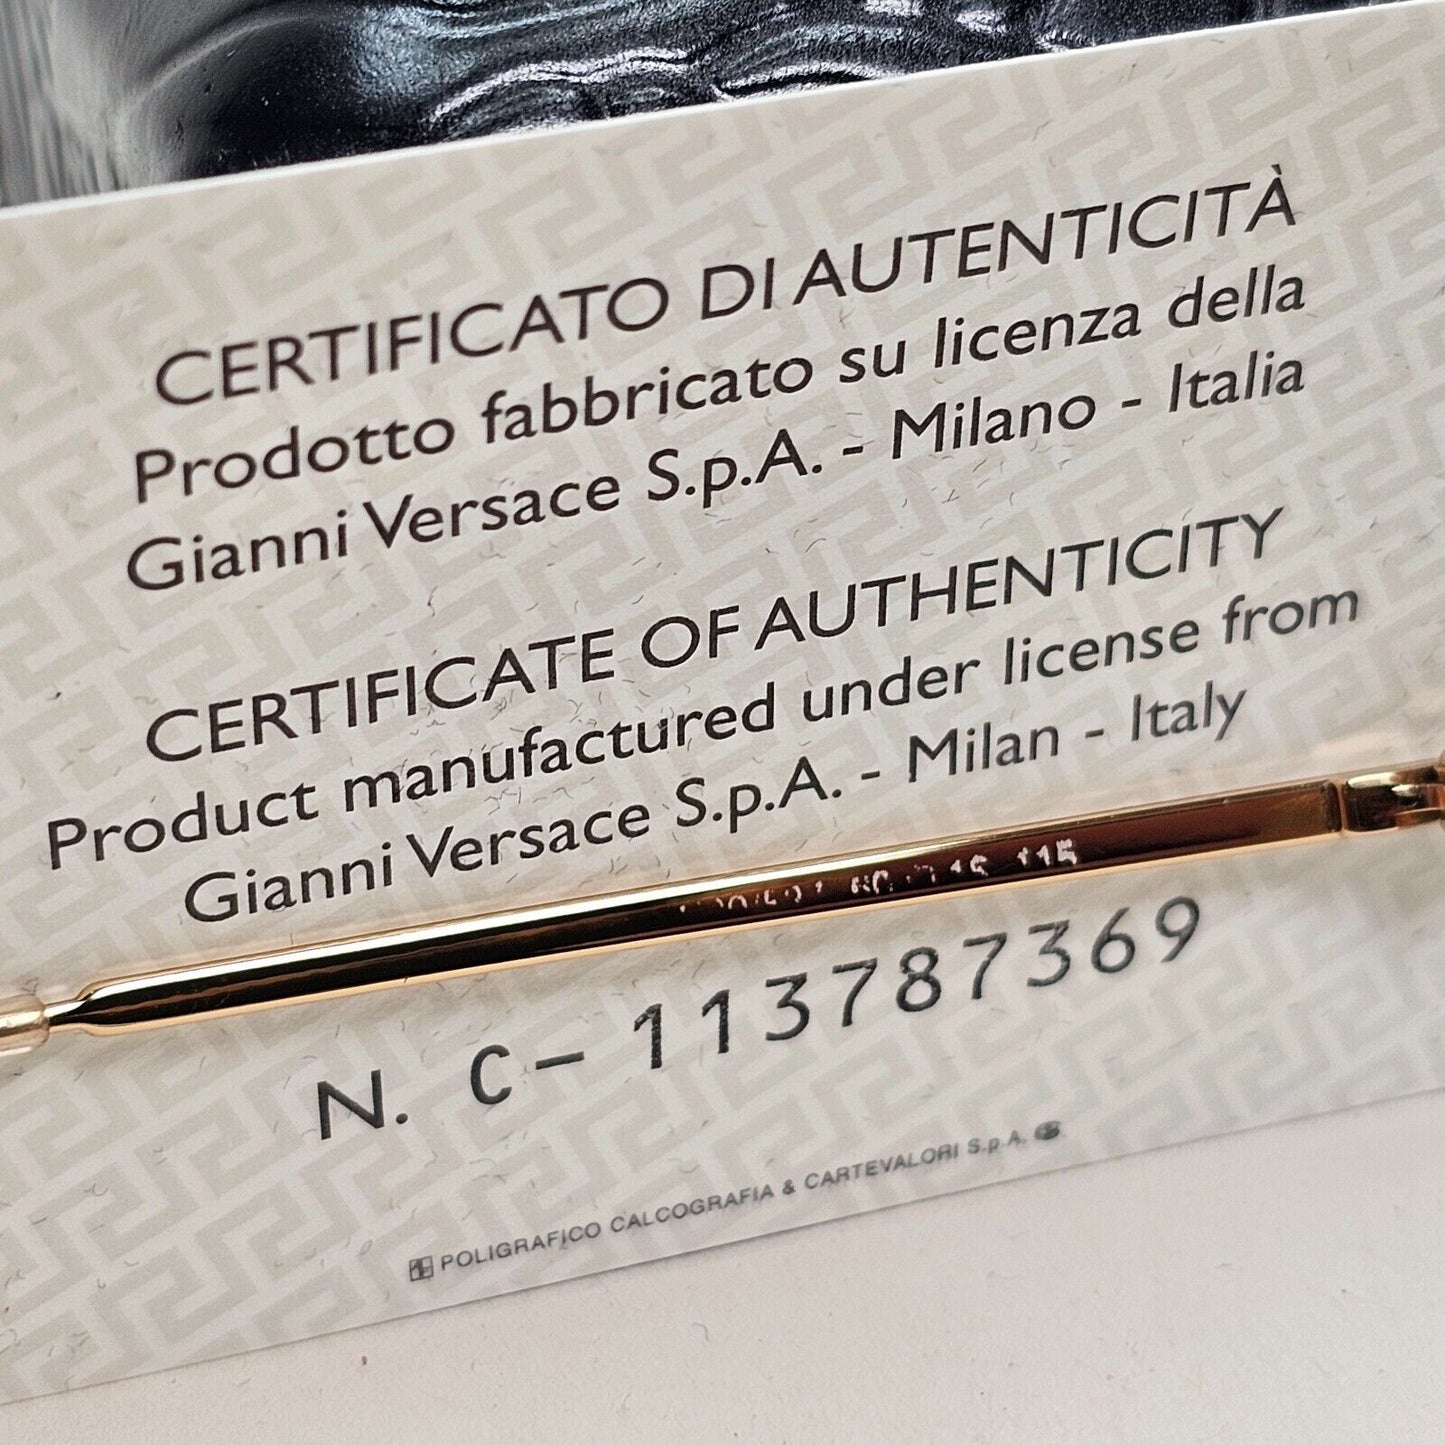 CERTIFICATO DI AUTENTICITÀ
Prodotto fabbricato su licenza della
Gianni Versace S.p.A. - Milano - Italia
CERTIFICATE OF AUTHENTICITY
Product manufactured under license from
Gianni Versace S.p.A. - Milan - Italy
115
N. C-113787369
POLIGRAFICO CALCOGRAFIA & CARTEVALORI S.p.A.